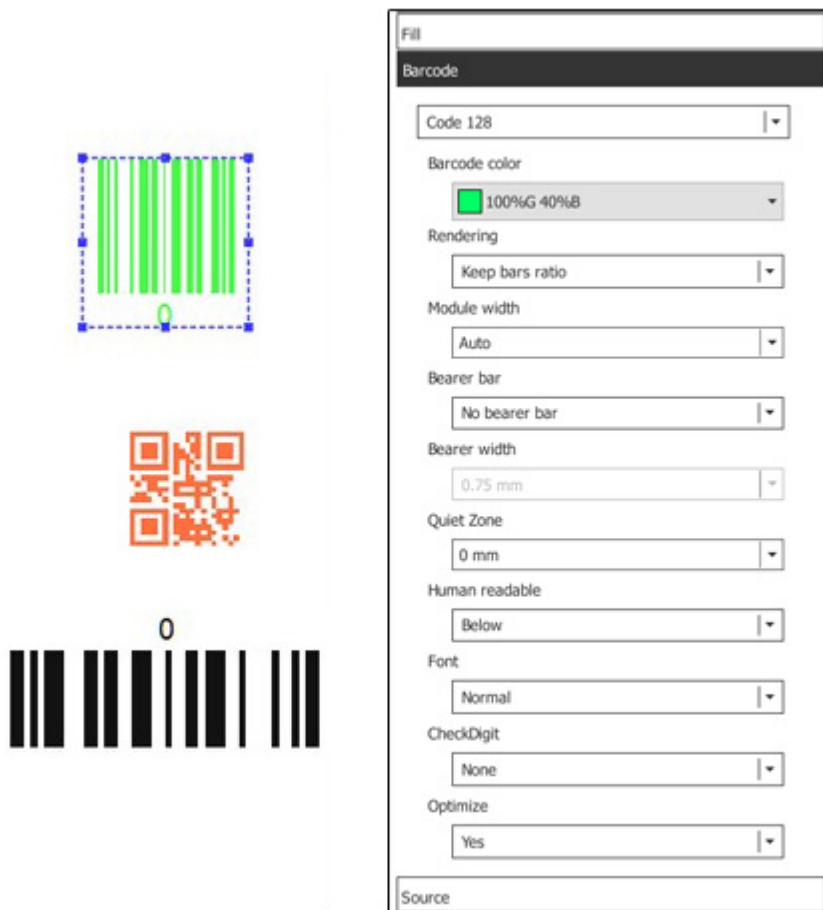 0
0
Fill
Barcode
Code 128
Barcode color
100%G 40%B
Rendering
Keep bars ratio
Module width
Auto
Bearer bar
No bearer bar
Bearer width
0.75 mm
Quiet Zone
0 mm
Human readable
Below
Font
Normal
CheckDigit
None
Optimize
Yes
Source